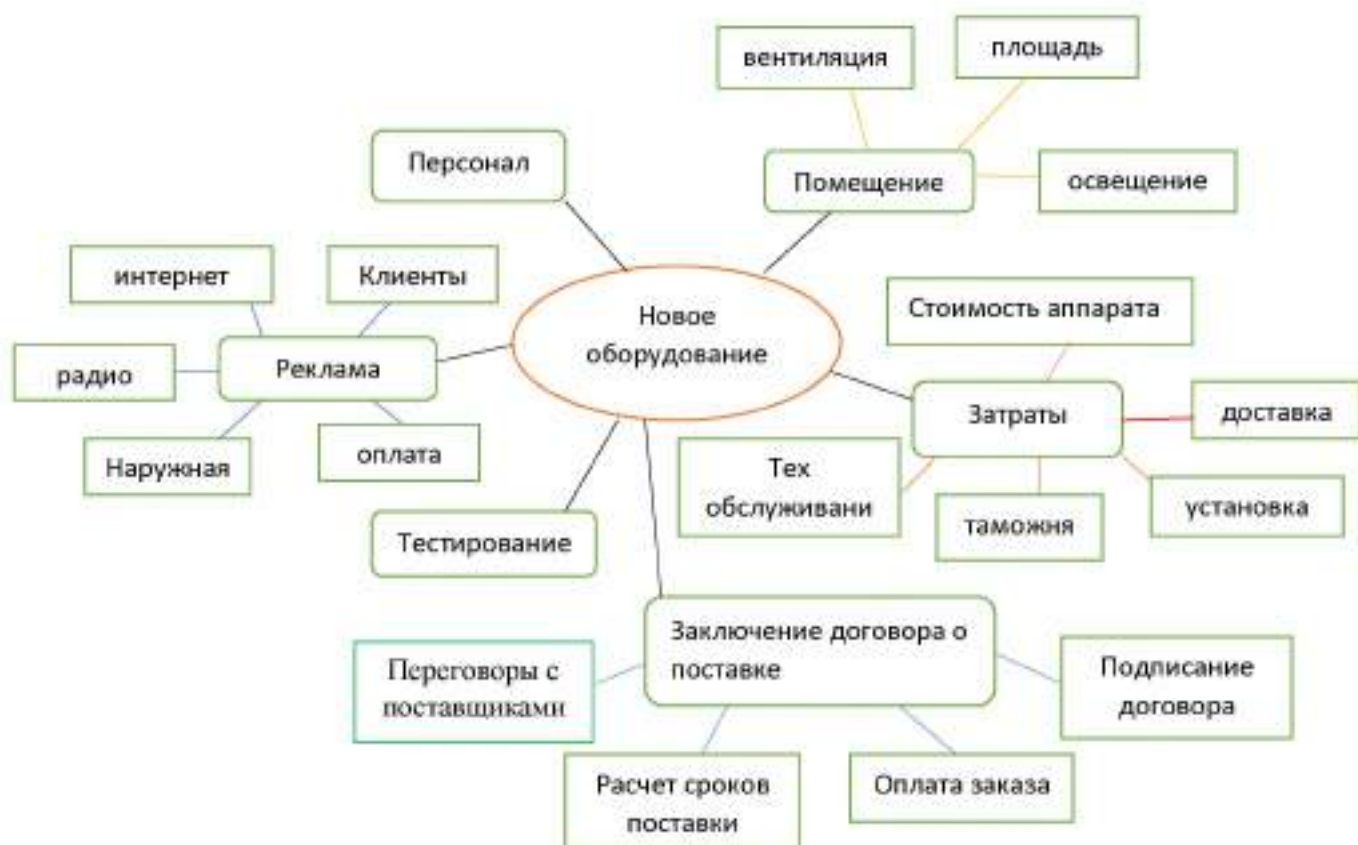 вентиляция
площадь
Персонал
Помещение
освещение
интернет
Клиенты
Новое
оборудование
Стоимость аппарата
радио
Реклама
Затраты
доставка
Наружная
оплата
Тех
обслуживани
таможня
установка
Тестирование
Заключение договора о
поставке
Переговоры с
поставщиками
Подписание
договора
Расчет сроков
поставки
Оплата заказа